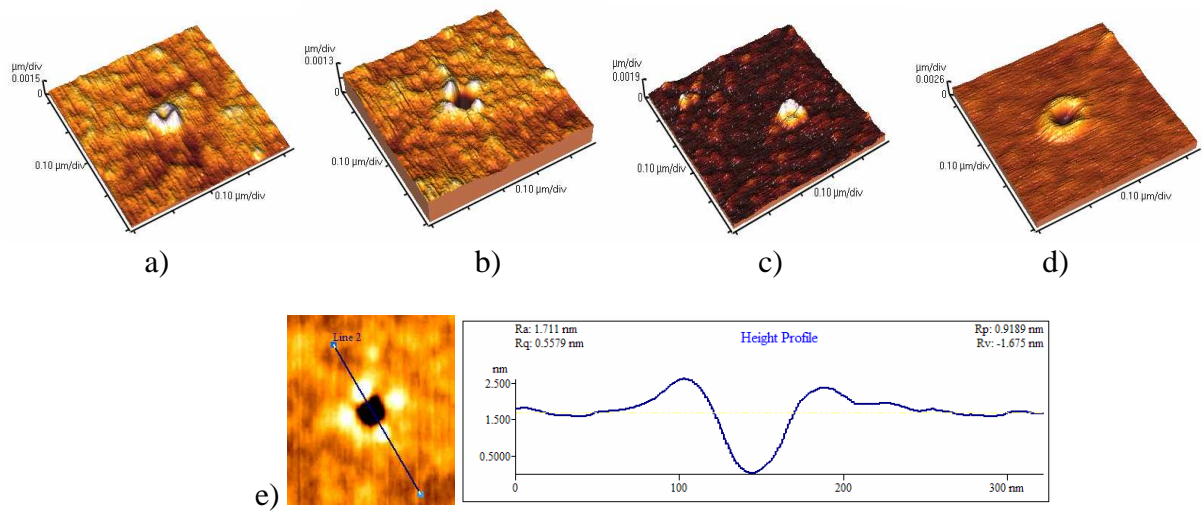 µm/div
0.0015
0
0.10 µm/div
0.10 µm/div
a)
µm/div
0.0013
0
0.10 µm/div
0.10 µm/div
b)
µm/div
0.0019
0
0.10 µm/div
0.10 µm/div
c)
µm/div
0.0026
0
0.10 µm/div
0.10 µm/div
d)
e)
Line 2
Ra: 1.711 nm
Rq: 0.5579 nm
Height Profile
Rp: 0.9189 nm
Rv: -1.675 nm
nm
2.500
1.500
0.5000
0
100
200
300 nm